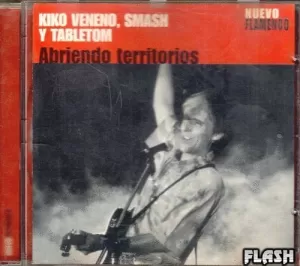 KIKO VENENO, SMASH
Y TABLETOM
Abriendo territorios
NUEVO
FLAMENCO
FLASH